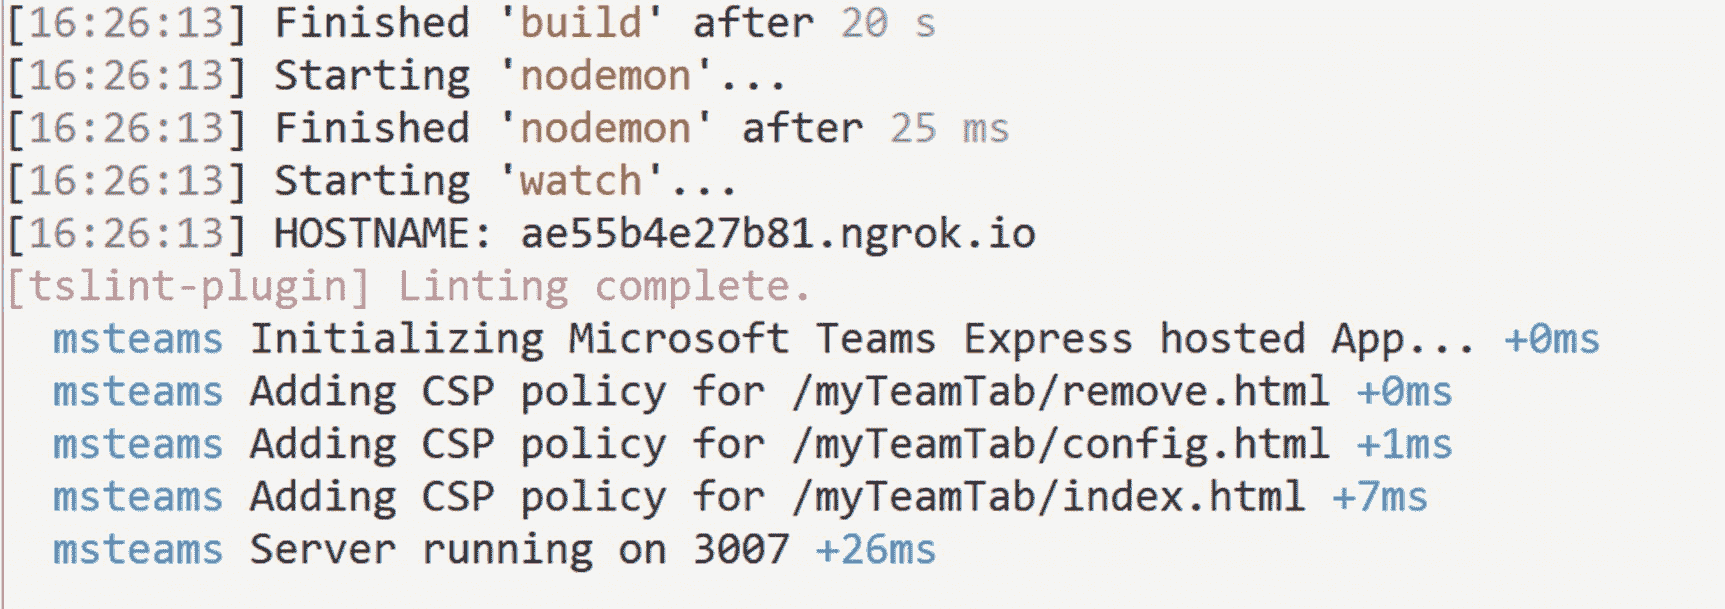 [16:26:13] Finished 'build' after 20 s
[16:26:13] Starting 'nodemon'...
[16:26:13] Finished 'nodemon' after 25 ms
[16:26:13] Starting 'watch'...
[16:26:13] HOSTNAME: ae55b4e27b81.ngrok.io
[tslint-plugin] Linting complete.
msteams Initializing Microsoft Teams Express hosted App... +0ms
msteams Adding CSP policy for /myTeamTab/remove.html +0ms
msteams Adding CSP policy for /myTeamTab/config.html +1ms
msteams Adding CSP policy for /myTeamTab/index.html +7ms
msteams Server running on 3007 +26ms